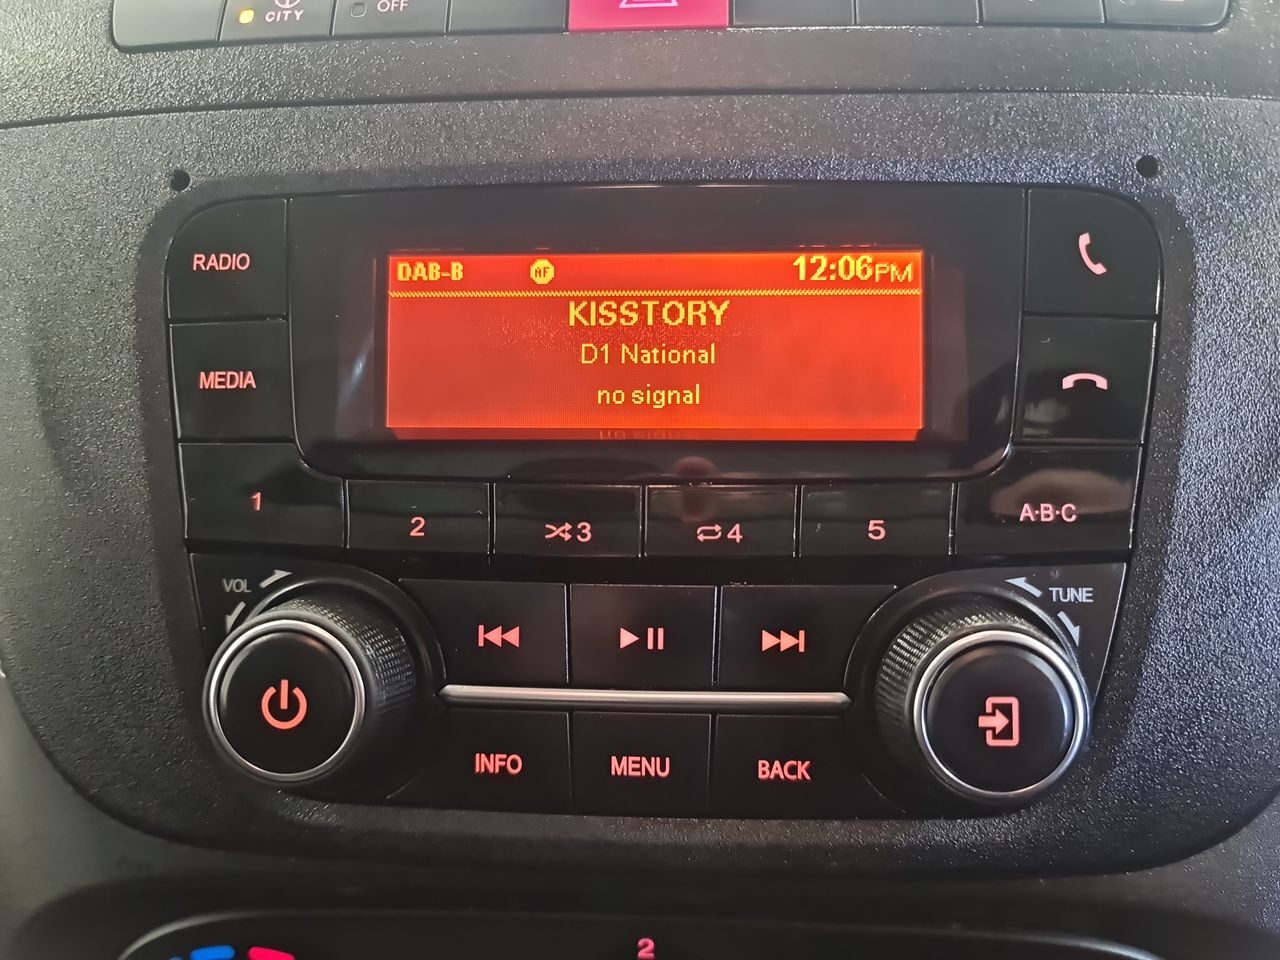 CITY
OFF
RADIO
DAB-B AF 12:06PM
KISSTORY
D1 National
no signal
MEDIA
1
2
3
4
5
A·B·C
VOL
TUNE
INFO
MENU
BACK
2